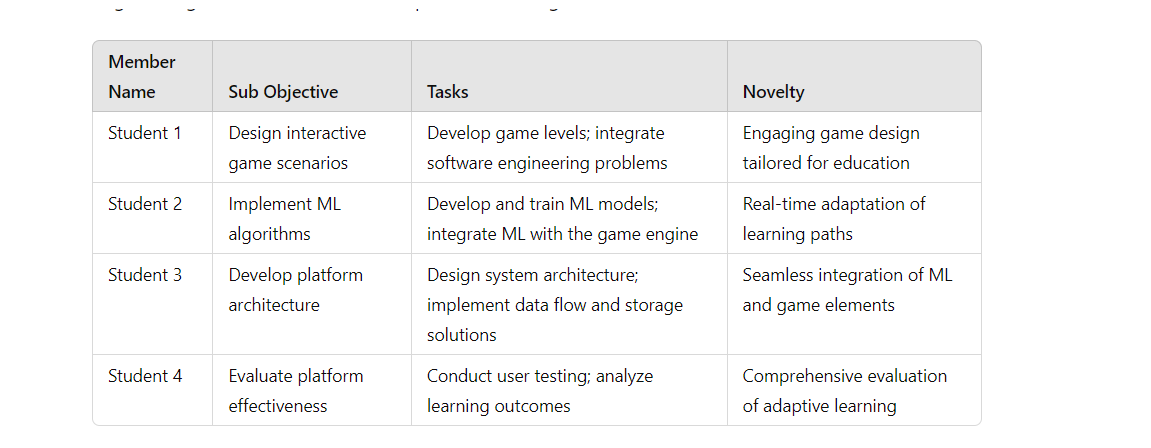 Member
Name
Sub Objective
Tasks
Novelty
Student 1
Design interactive
game scenarios
Develop game levels; integrate
software engineering problems
Engaging game design
tailored for education
Student 2
Implement ML
algorithms
Develop and train ML models;
integrate ML with the game engine
Real-time adaptation of
learning paths
Student 3
Develop platform
architecture
Design system architecture;
implement data flow and storage
solutions
Seamless integration of ML
and game elements
Student 4
Evaluate platform
effectiveness
Conduct user testing; analyze
learning outcomes
Comprehensive evaluation
of adaptive learning